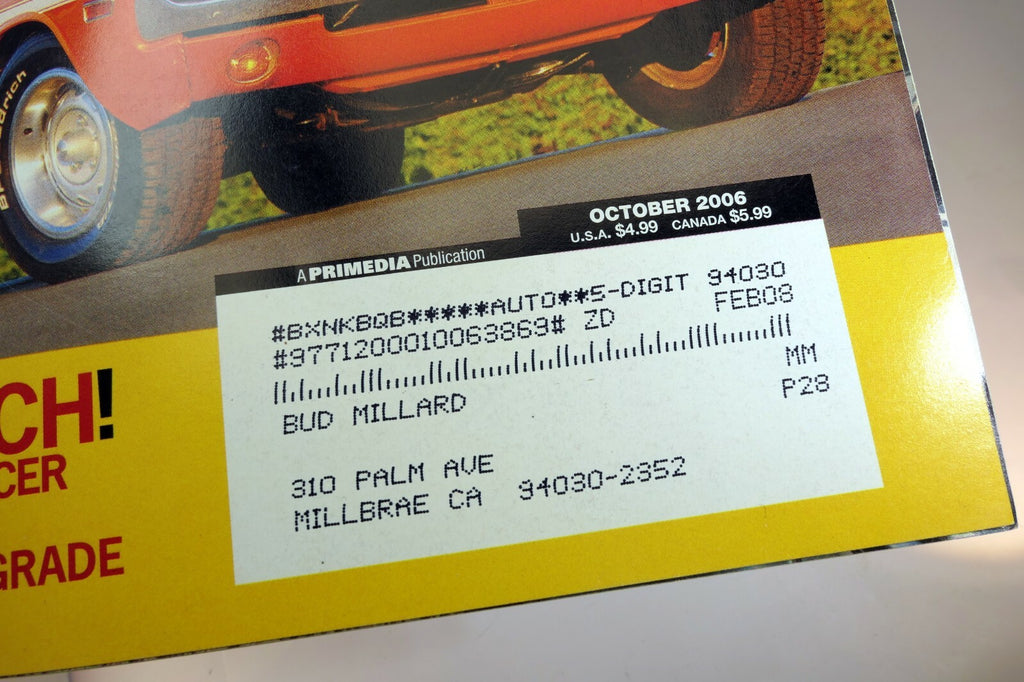 drich
OCTOBER 2006
U.S.A. $4.99 CANADA $5.99
A PRIMEDIA Publication
#BXNKBQB*****AUTO**5-DIGIT 94030
#9771200010063869# ZD FEB08
MM
BUD MILLARD P28
310 PALM AVE
MILLBRAE CA 94030-2352
CH!
CER
GRADE